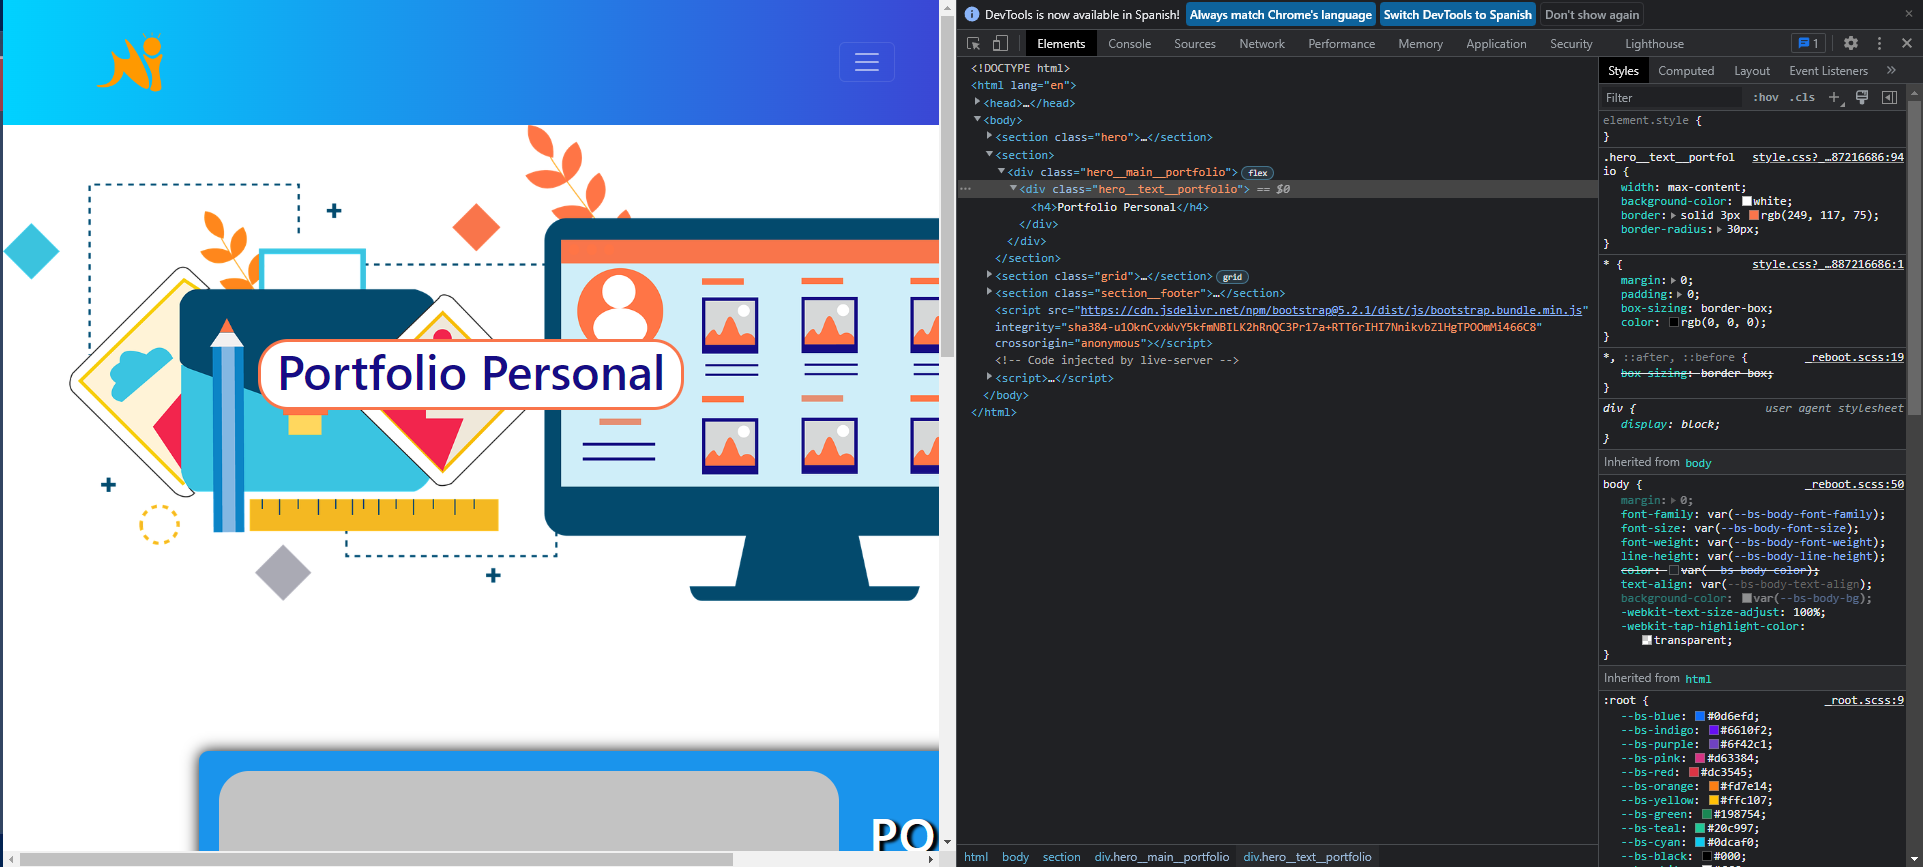 DevTools is now available in Spanish!
Always match Chrome's language
Switch DevTools to Spanish
Don't show again
Elements
Console
Sources
Network
Performance
Memory
Application
Security
Lighthouse
1
Portfolio Personal
PO
<!DOCTYPE html>
<html lang="en">
<head>…</head>
<body>
<section class="hero">…</section>
<section>
<div class="hero__main__portfolio"> flex
<div class="hero__text__portfolio"> == $0
<h4>Portfolio Personal</h4>
</div>
</div>
</section>
<section class="grid">…</section> grid
<section class="section__footer">…</section>
<script src="https://cdn.jsdelivr.net/npm/bootstrap@5.2.1/dist/js/bootstrap.bundle.min.js"
integrity="sha384-u1OknCvxWvY5kfmNBILK2hRnQC3Pr17a+RTT6rIHI7NnikvbZlHgTPOOmMi466C8"
crossorigin="anonymous"></script>
<!-- Code injected by live-server -->
<script>…</script>
</body>
</html>
html
body
section
div.hero__main__portfolio
div.hero__text__portfolio
Styles
Computed
Layout
Event Listeners
Filter
:hov
.cls
element.style {
}
.hero__text__portfol style.css?_…87216686:94
io {
width: max-content;
background-color: white;
border: solid 3px rgb(249, 117, 75);
border-radius: 30px;
}
* { style.css?_…887216686:1
margin: 0;
padding: 0;
box-sizing: border-box;
color: rgb(0, 0, 0);
}
*, ::after, ::before { _reboot.scss:19
box-sizing: border-box;
}
div { user agent stylesheet
display: block;
}
Inherited from body
body { _reboot.scss:50
margin: 0;
font-family: var(--bs-body-font-family);
font-size: var(--bs-body-font-size);
font-weight: var(--bs-body-font-weight);
line-height: var(--bs-body-line-height);
color: var(--bs-body-color);
text-align: var(--bs-body-text-align);
background-color: var(--bs-body-bg);
-webkit-text-size-adjust: 100%;
-webkit-tap-highlight-color:
transparent;
}
Inherited from html
:root { _root.scss:9
--bs-blue: #0d6efd;
--bs-indigo: #6610f2;
--bs-purple: #6f42c1;
--bs-pink: #d63384;
--bs-red: #dc3545;
--bs-orange: #fd7e14;
--bs-yellow: #ffc107;
--bs-green: #198754;
--bs-teal: #20c997;
--bs-cyan: #0dcaf0;
--bs-black: #000;